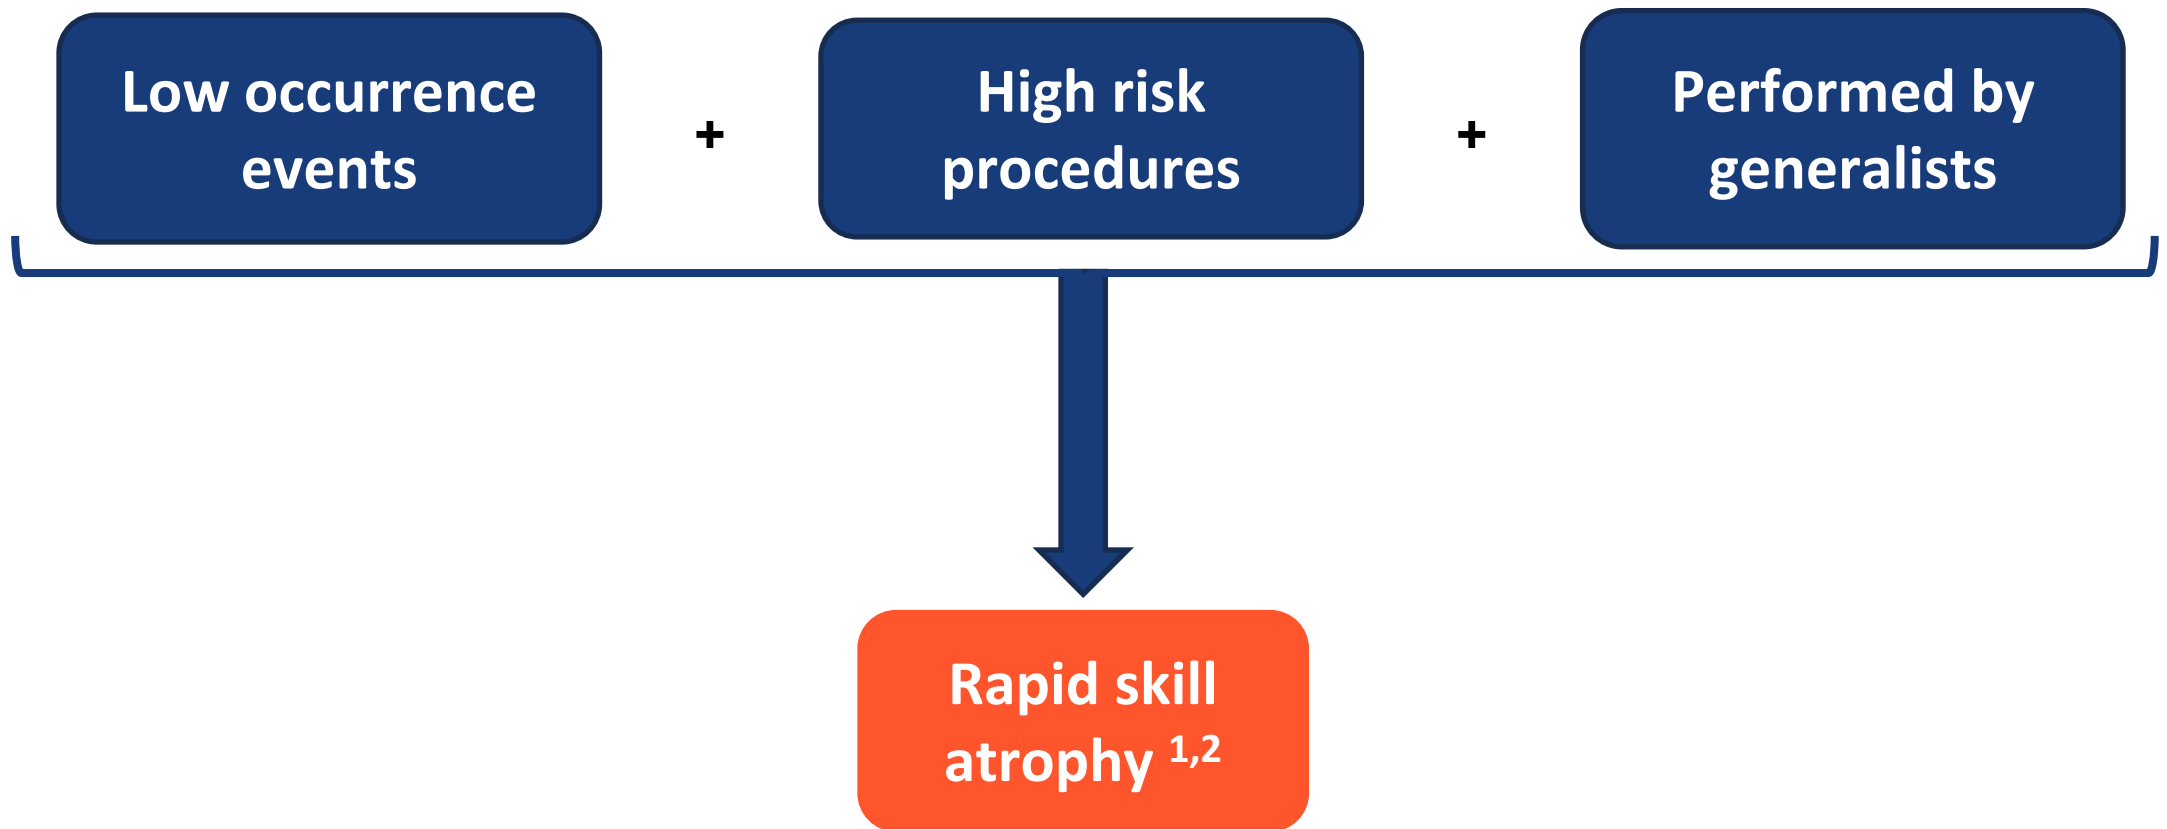 Low occurrence
events
+
High risk
procedures
+
Performed by
generalists
Rapid skill
atrophy 1,2